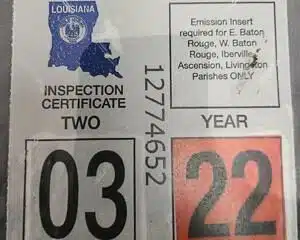 LOUISIANA
Emission Insert
required for E. Baton
Rouge, W. Baton
Rouge, Iberville,
Ascension, Livingston
Parishes ONLY
INSPECTION
CERTIFICATE
TWO
12774652
YEAR
03
22